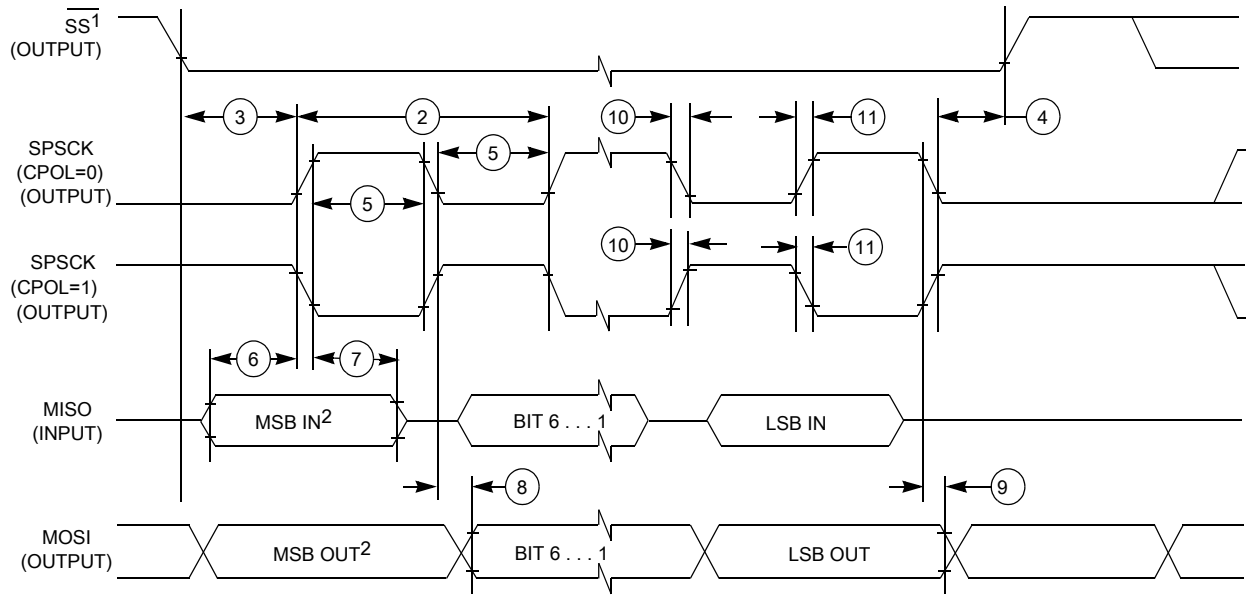 SS¹
(OUTPUT)
3
2
10
11
4
SPSCK
(CPOL=0)
(OUTPUT)
5
5
10
11
SPSCK
(CPOL=1)
(OUTPUT)
6
7
MISO
(INPUT)
MSB IN²
BIT 6 . . . 1
LSB IN
8
9
MOSI
(OUTPUT)
MSB OUT²
BIT 6 . . . 1
LSB OUT